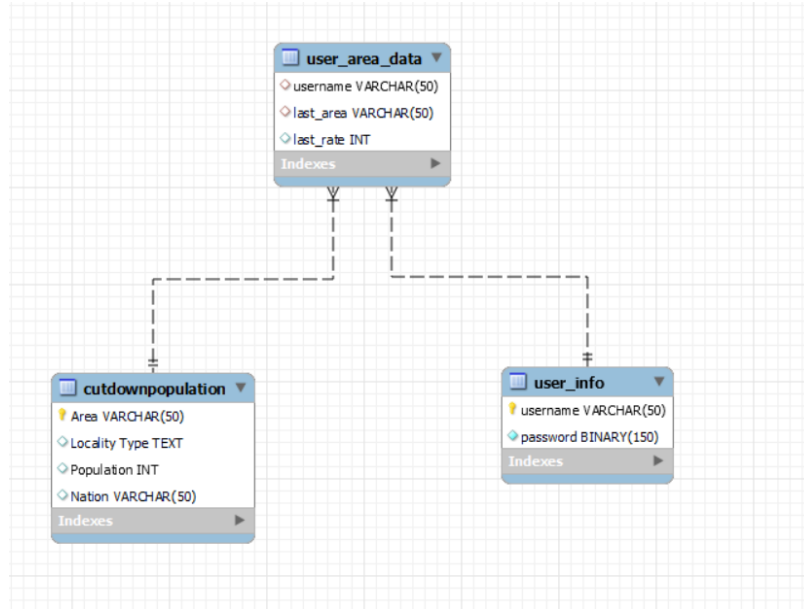 user_area_data
username VARCHAR(50)
last_area VARCHAR(50)
last_rate INT
Indexes
cutdownpopulation
Area VARCHAR(50)
Locality Type TEXT
Population INT
Nation VARCHAR(50)
Indexes
user_info
username VARCHAR(50)
password BINARY(150)
Indexes